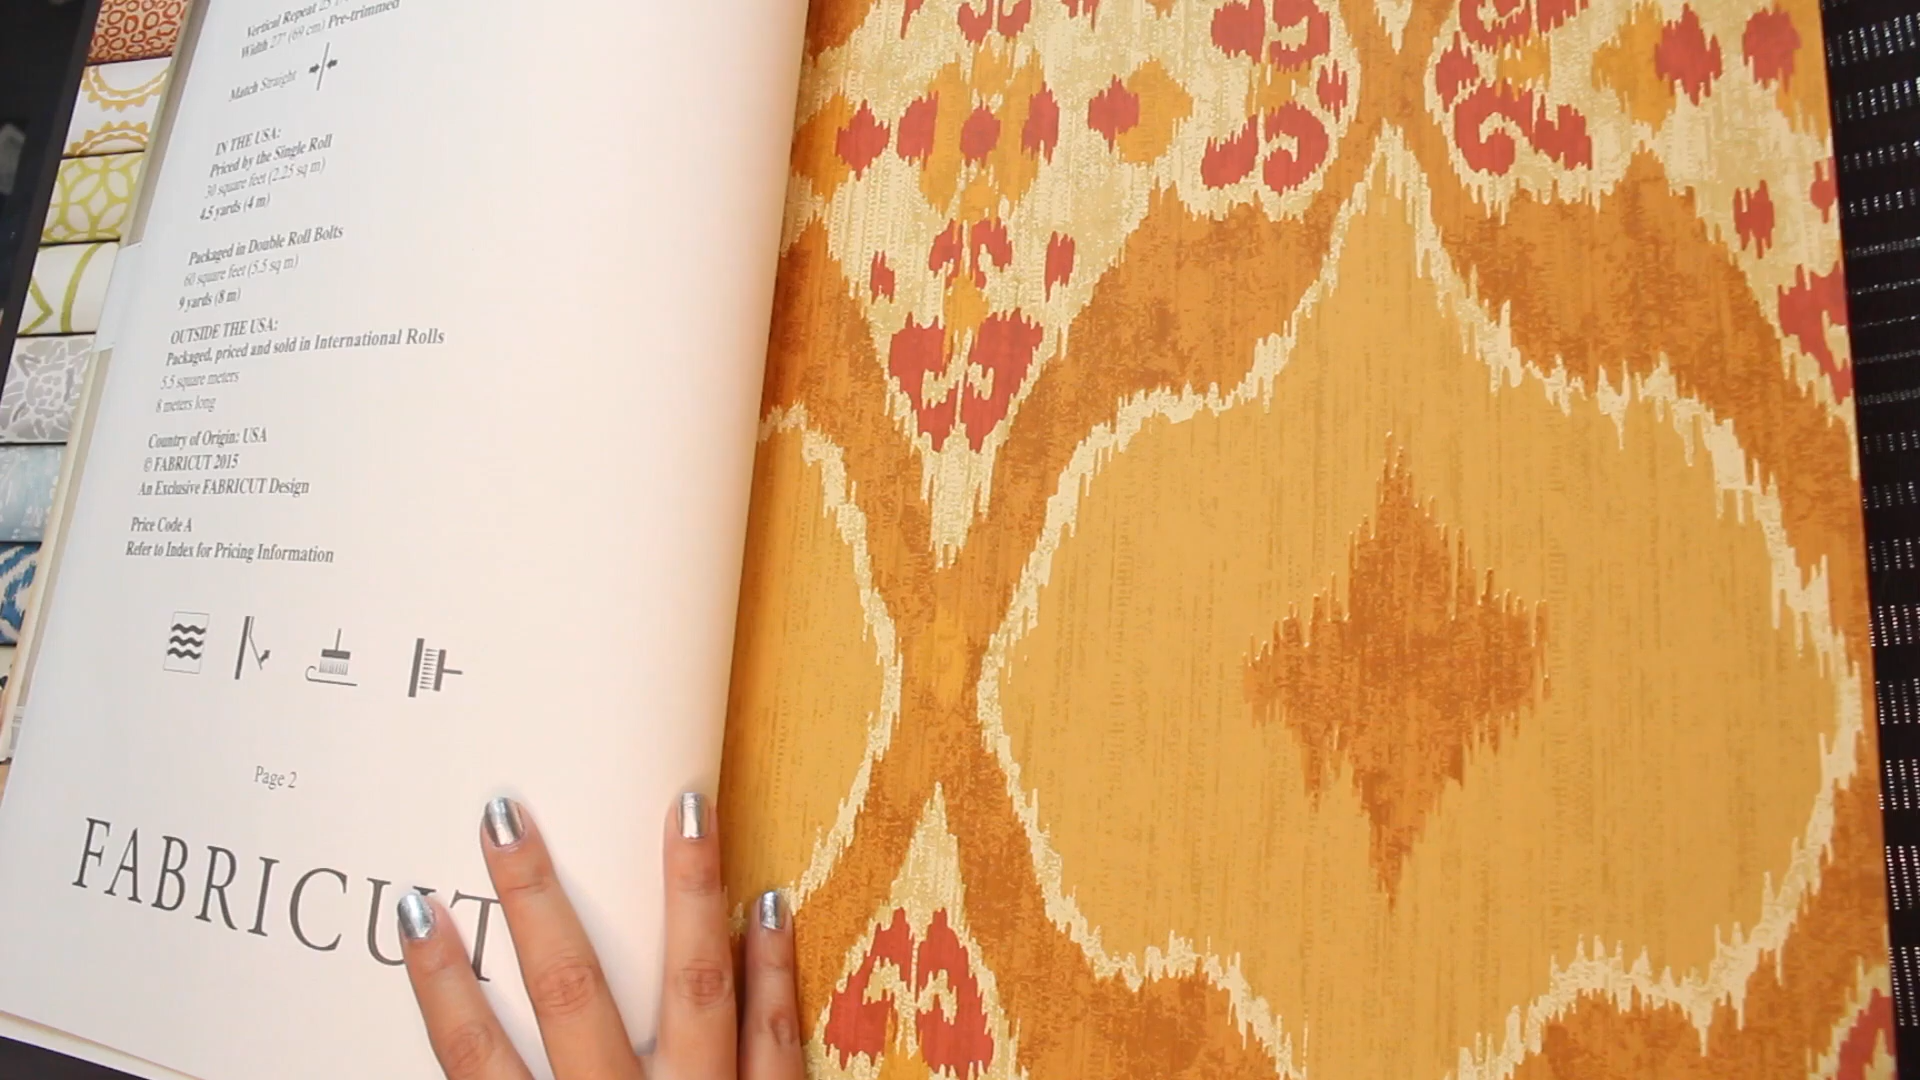 Vertical Repeat 25
Width 27" (69 cm) Pre-trimmed
Match Straight
IN THE USA:
Priced by the Single Roll
30 square feet (2.25 sq m)
4.5 yards (4 m)
Packaged in Double Roll Bolts
60 square feet (5.5 sq m)
9 yards (8 m)
OUTSIDE THE USA:
Packaged, priced and sold in International Rolls
5.5 square meters
8 meters long
Country of Origin: USA
© FABRICUT 2015
An Exclusive FABRICUT Design
Price Code A
Refer to Index for Pricing Information
Page 2
FABRICUT